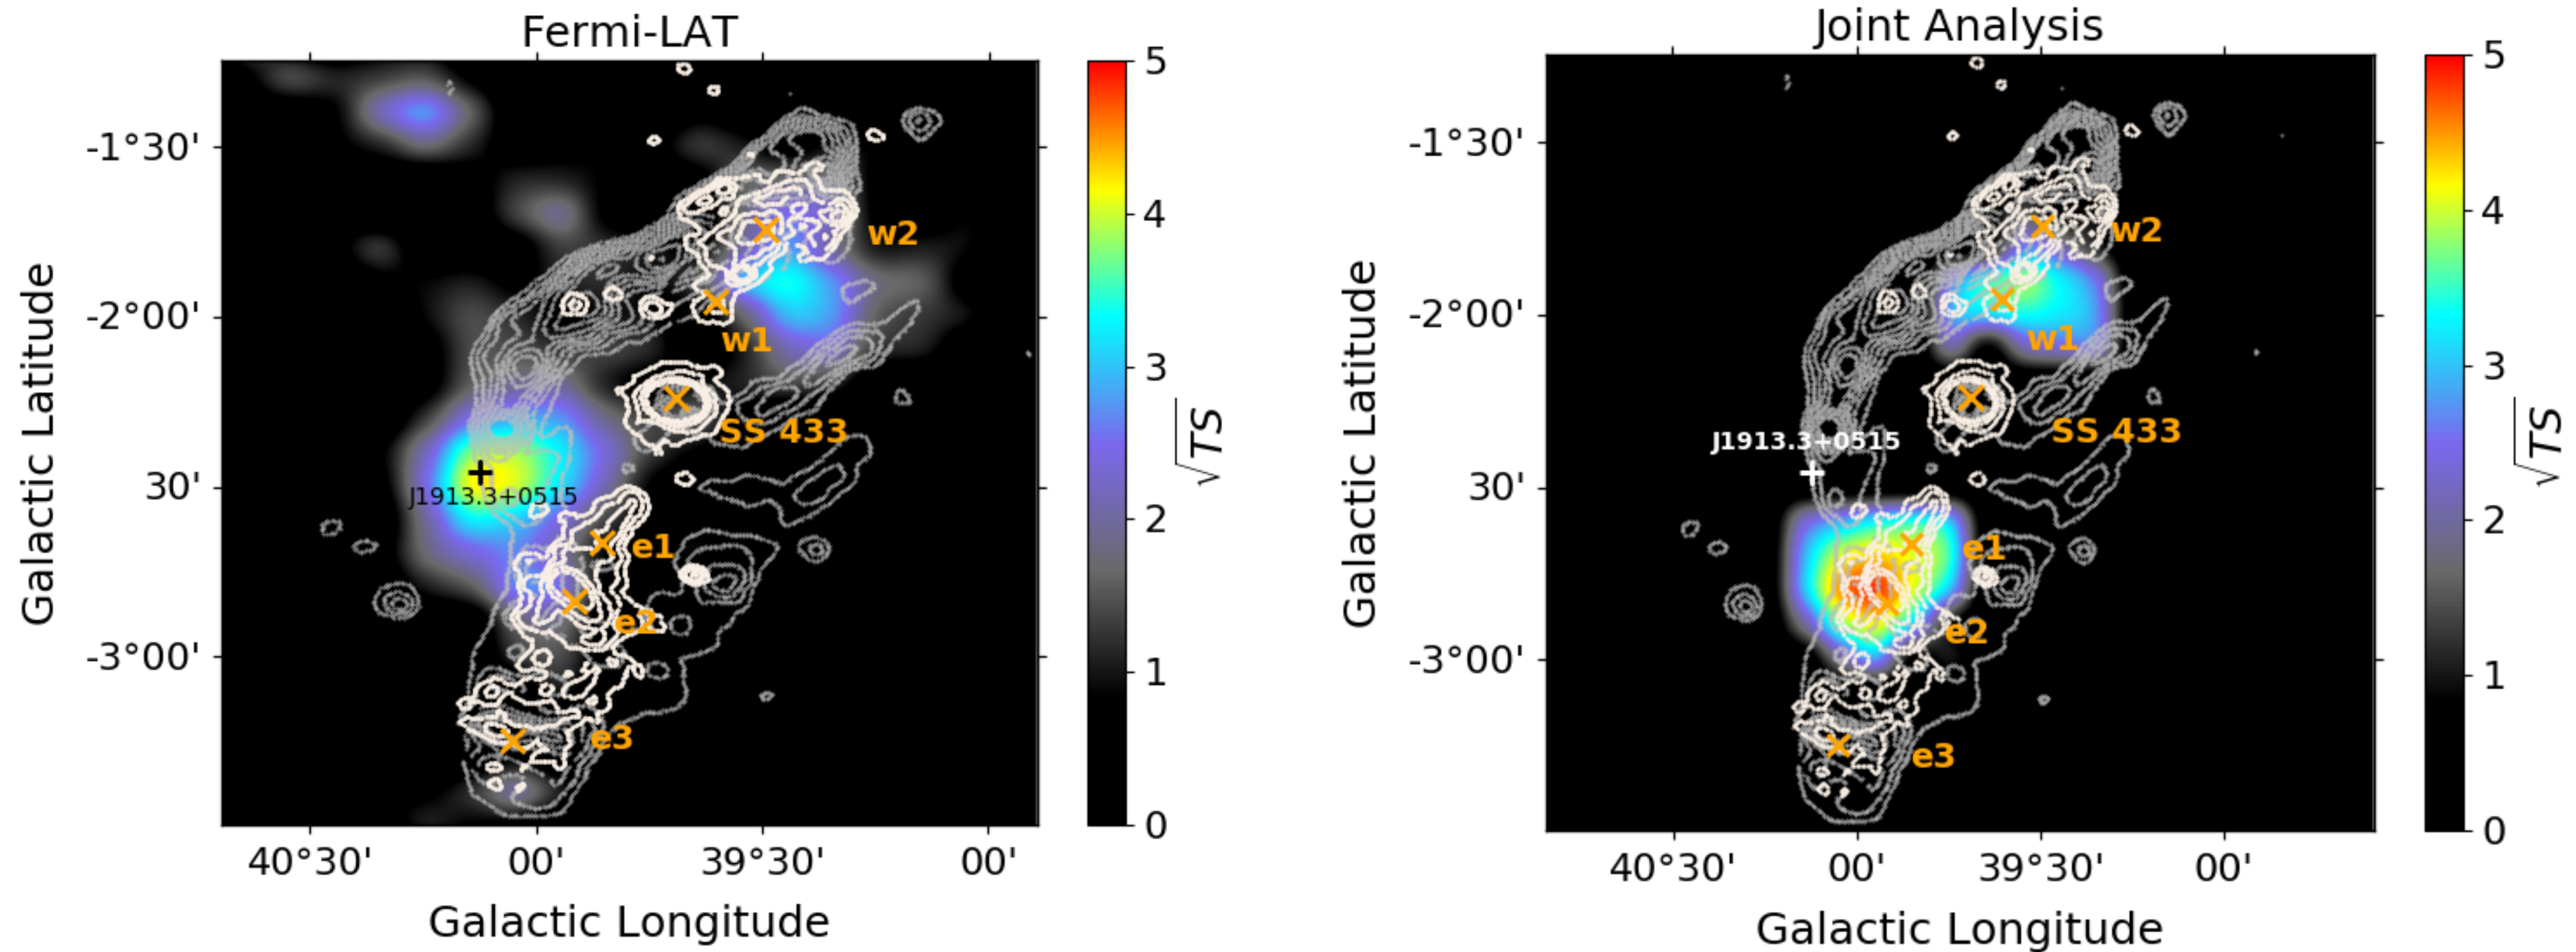 Fermi-LAT
Galactic Latitude
-1°30'
-2°00'
30'
-3°00'
40°30'
00'
39°30'
00'
Galactic Longitude
w2
w1
SS 433
J1913.3+0515
e1
e2
e3
5
4
3
2
1
0
√TS
Joint Analysis
Galactic Latitude
-1°30'
-2°00'
30'
-3°00'
40°30'
00'
39°30'
00'
Galactic Longitude
w2
w1
SS 433
J1913.3+0515
e1
e2
e3
5
4
3
2
1
0
√TS